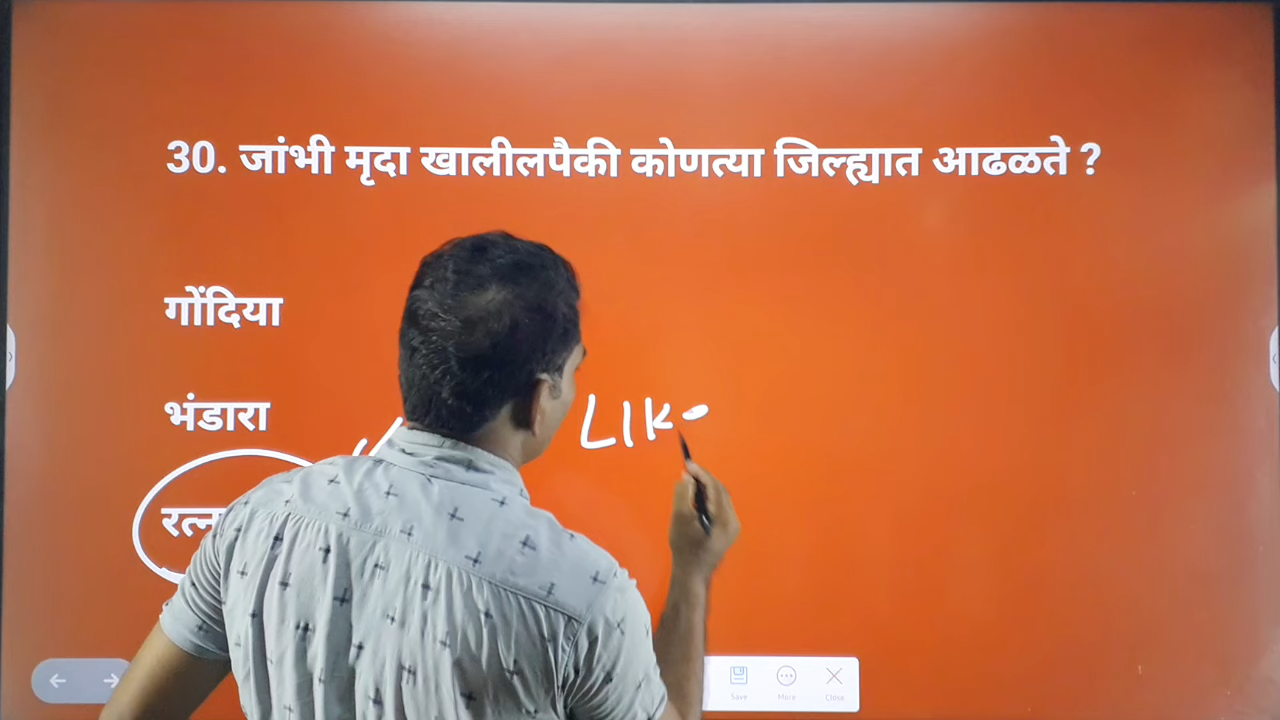 30. जांभी मृदा खालीलपैकी कोणत्या जिल्ह्यात आढळते ?
गोंदिया
भंडारा
LIK
Save
More
Close